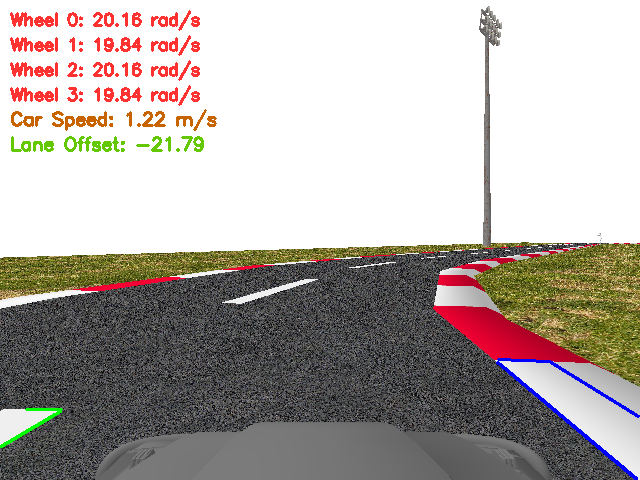 Wheel 0: 20.16 rad/s
Wheel 1: 19.84 rad/s
Wheel 2: 20.16 rad/s
Wheel 3: 19.84 rad/s
Car Speed: 1.22 m/s
Lane Offset: -21.79